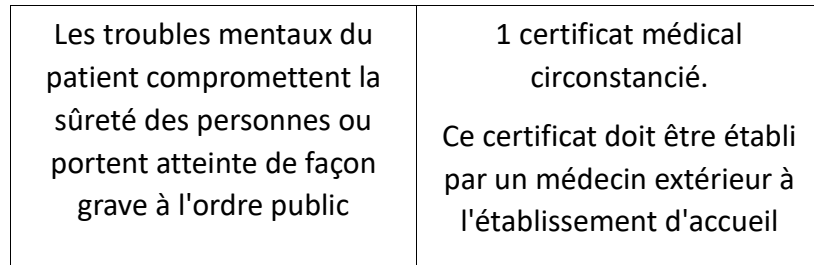 Les troubles mentaux du
patient compromettent la
sûreté des personnes ou
portent atteinte de façon
grave à l'ordre public
1 certificat médical
circonstancié.
Ce certificat doit être établi
par un médecin extérieur à
l'établissement d'accueil